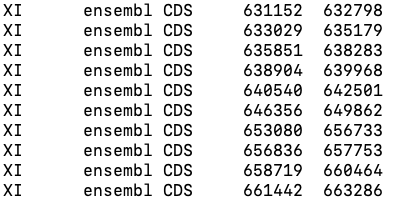 XI ensembl CDS 631152 632798
XI ensembl CDS 633029 635179
XI ensembl CDS 635851 638283
XI ensembl CDS 638904 639968
XI ensembl CDS 640540 642501
XI ensembl CDS 646356 649862
XI ensembl CDS 653080 656733
XI ensembl CDS 656836 657753
XI ensembl CDS 658719 660464
XI ensembl CDS 661442 663286